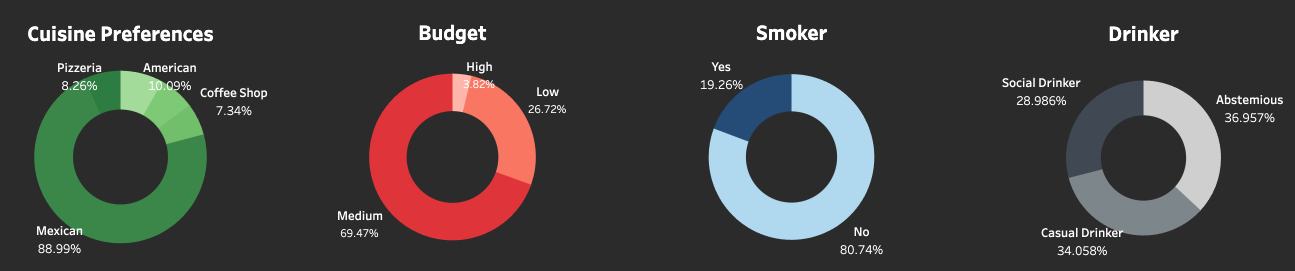 Cuisine Preferences
Pizzeria
8.26%
American
10.09%
Coffee Shop
7.34%
Mexican
88.99%
Budget
High
3.82%
Low
26.72%
Medium
69.47%
Smoker
Yes
19.26%
No
80.74%
Drinker
Social Drinker
28.986%
Abstemious
36.957%
Casual Drinker
34.058%